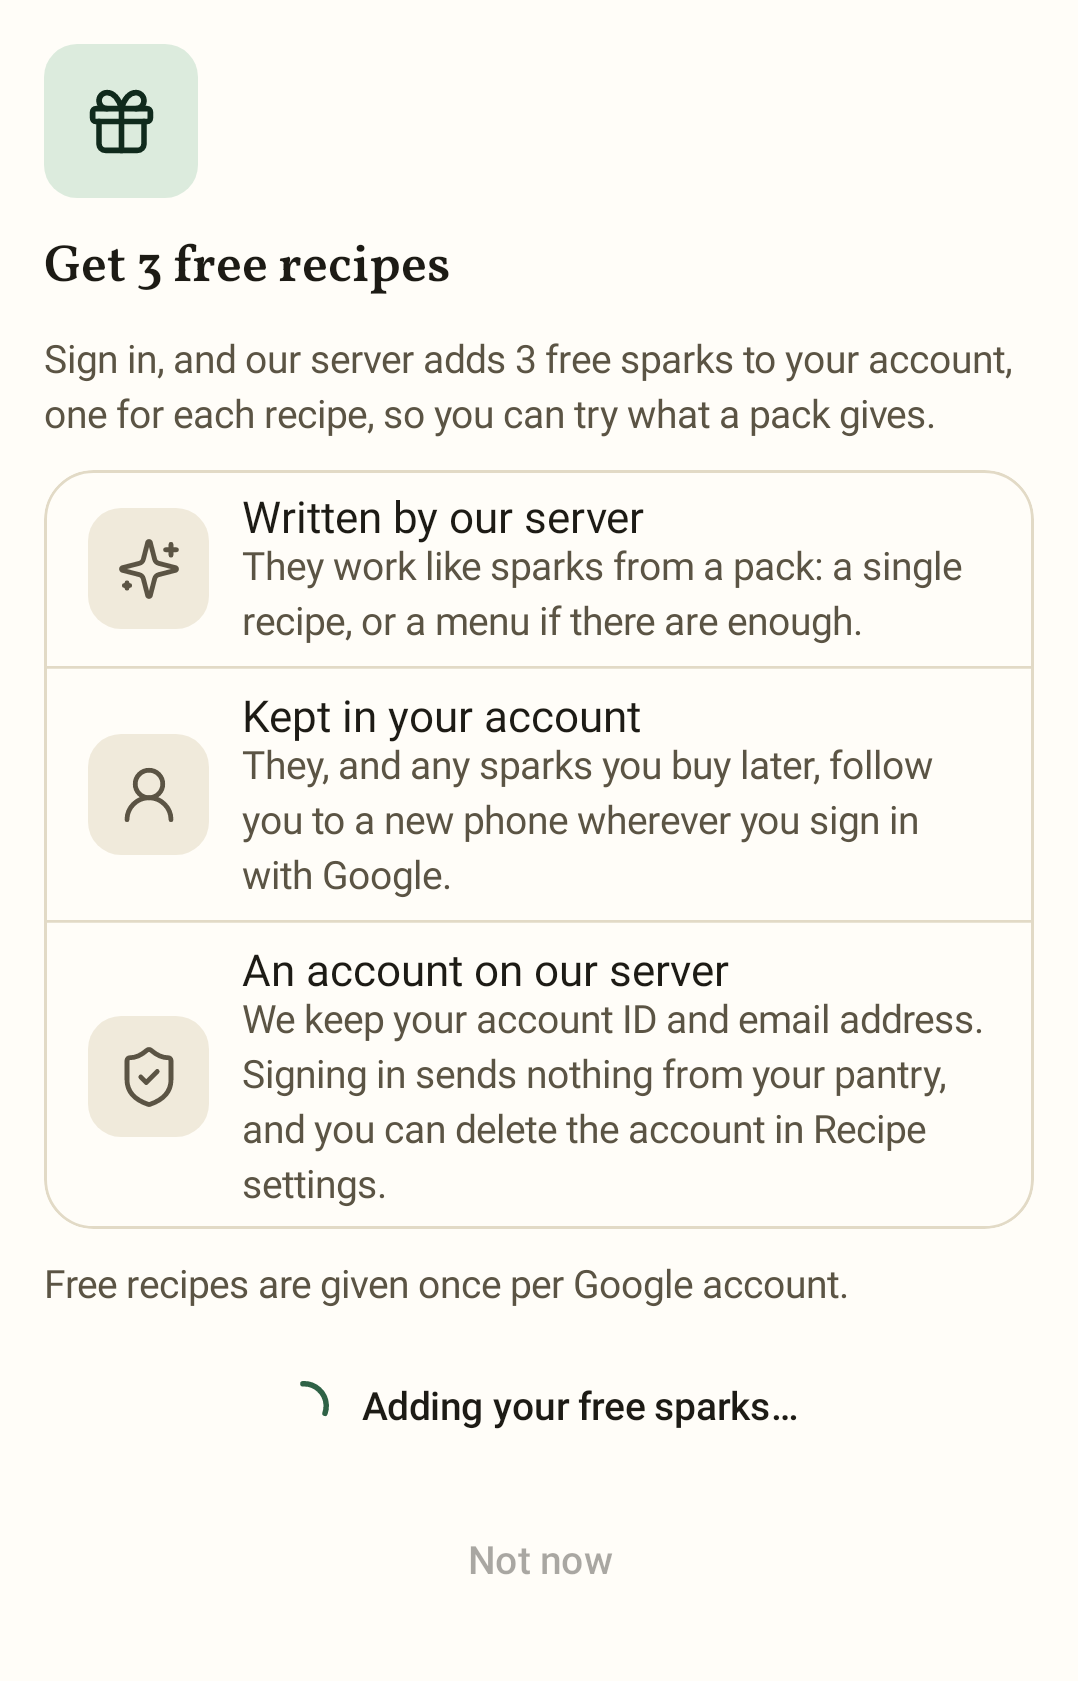 Get 3 free recipes
Sign in, and our server adds 3 free sparks to your account,
one for each recipe, so you can try what a pack gives.
Written by our server
They work like sparks from a pack: a single
recipe, or a menu if there are enough.
Kept in your account
They, and any sparks you buy later, follow
you to a new phone wherever you sign in
with Google.
An account on our server
We keep your account ID and email address.
Signing in sends nothing from your pantry,
and you can delete the account in Recipe
settings.
Free recipes are given once per Google account.
Adding your free sparks…
Not now